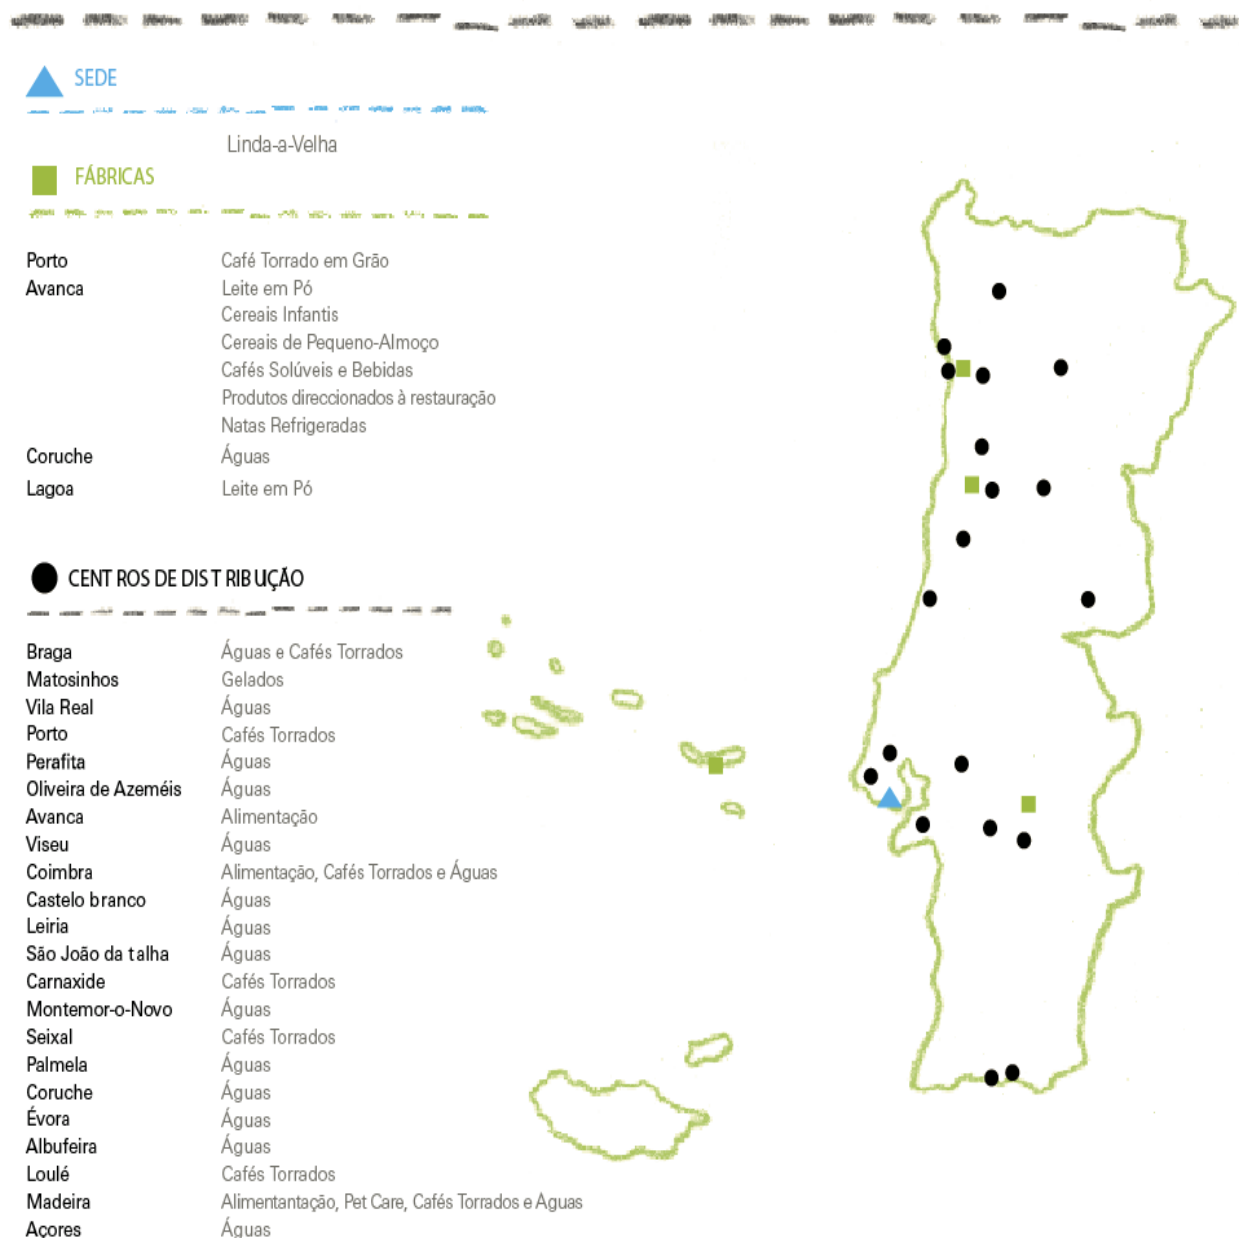 SEDE
Linda-a-Velha
FÁBRICAS
Porto Café Torrado em Grão
Avanca Leite em Pó
Cereais Infantis
Cereais de Pequeno-Almoço
Cafés Solúveis e Bebidas
Produtos direccionados à restauração
Natas Refrigeradas
Coruche Águas
Lagoa Leite em Pó
CENTROS DE DISTRIBUÇÃO
Braga Águas e Cafés Torrados
Matosinhos Gelados
Vila Real Águas
Porto Cafés Torrados
Perafita Águas
Oliveira de Azeméis Águas
Avanca Alimentação
Viseu Águas
Coimbra Alimentação, Cafés Torrados e Águas
Castelo branco Águas
Leiria Águas
São João da talha Águas
Carnaxide Cafés Torrados
Montemor-o-Novo Águas
Seixal Cafés Torrados
Palmela Águas
Coruche Águas
Évora Águas
Albufeira Águas
Loulé Cafés Torrados
Madeira Alimentantação, Pet Care, Cafés Torrados e Aguas
Açores Águas